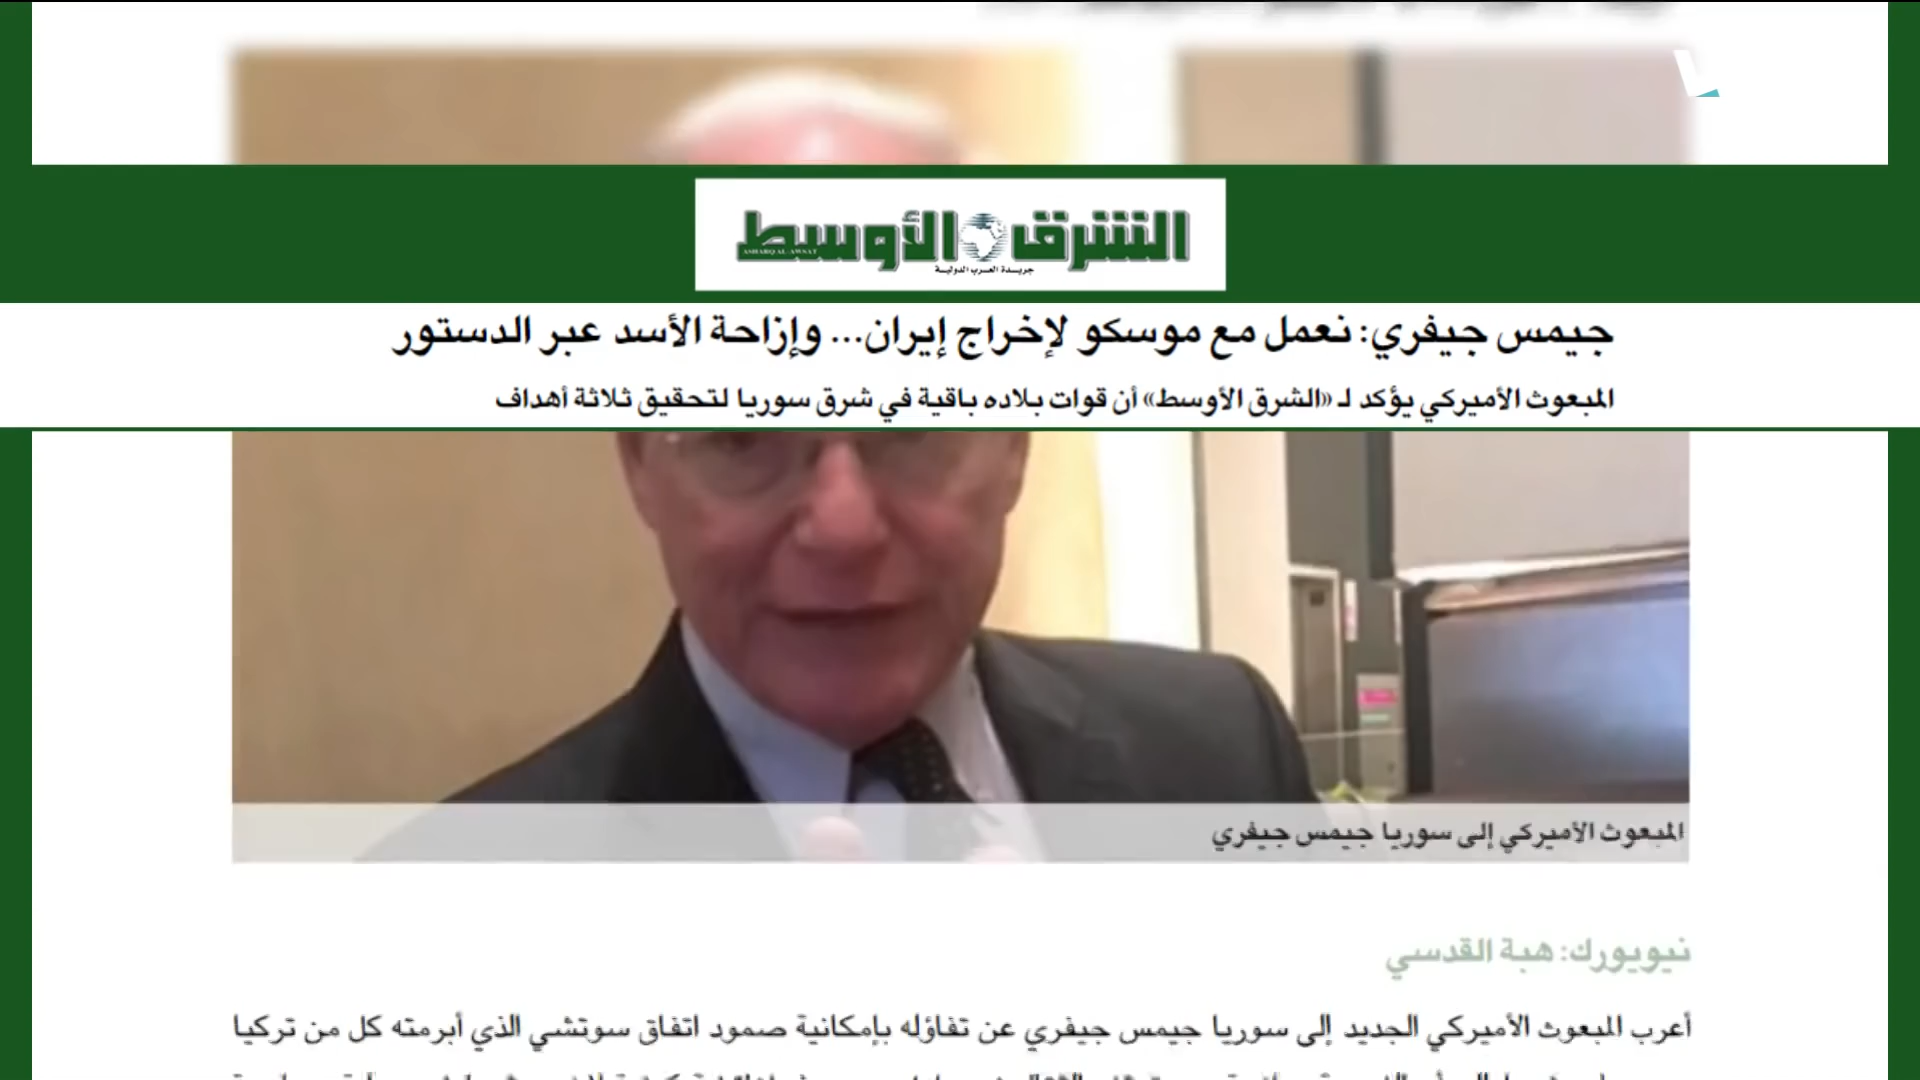 الشرق الأوسط
ASHARQ AL-AWSAT
جريدة العرب الدولية
جيمس جيفري: نعمل مع موسكو لإخراج إيران... وإزاحة الأسد عبر الدستور
المبعوث الأميركي يؤكد لـ «الشرق الأوسط» أن قوات بلاده باقية في شرق سوريا لتحقيق ثلاثة أهداف
المبعوث الأميركي إلى سوريا جيمس جيفري
نيويورك: هبة القدسي
أعرب المبعوث الأميركي الجديد إلى سوريا جيمس جيفري عن تفاؤله بإمكانية صمود اتفاق سوتشي الذي أبرمته كل من تركيا